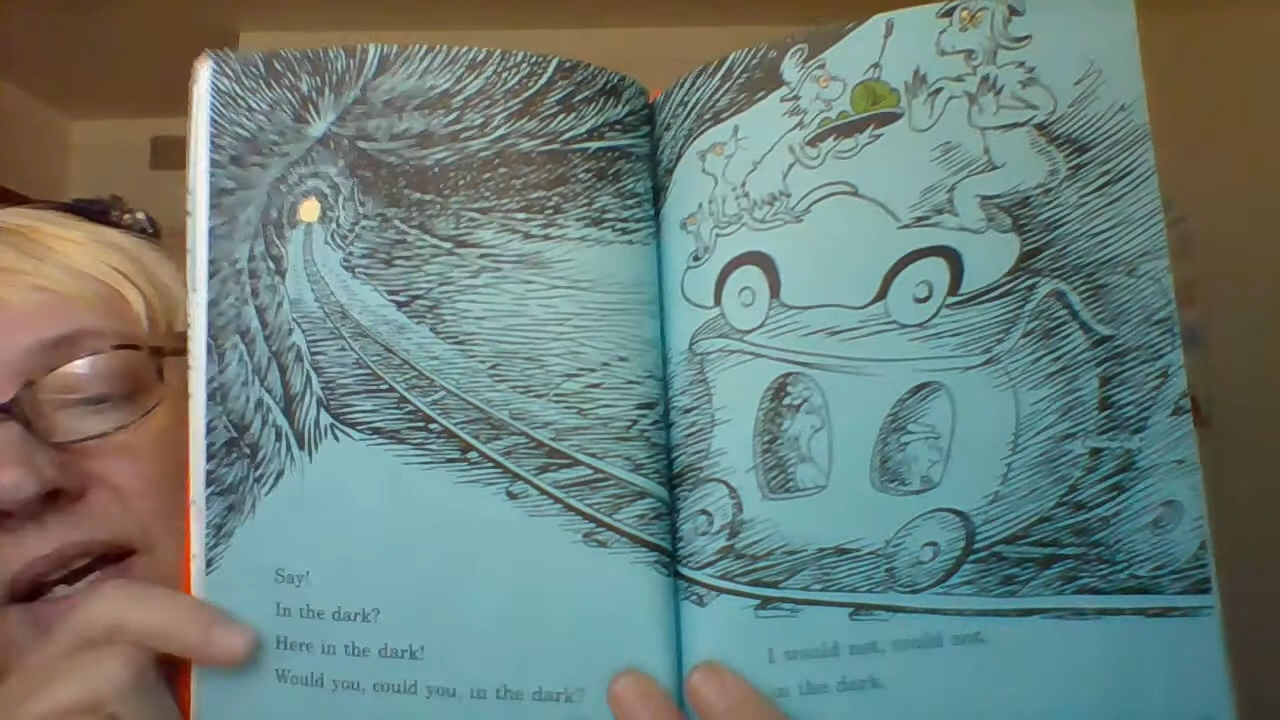 Say!
In the dark?
Here in the dark!
Would you, could you, in the dark?
I would not, could not,
in the dark.